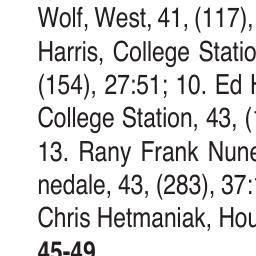 Wolf, West, 41, (117),
Harris, College Statio
(154), 27:51; 10. Ed
College Station, 43, (
13. Rany Frank Nune
nedale, 43, (283), 37:
Chris Hetmaniak, Hou
45-49